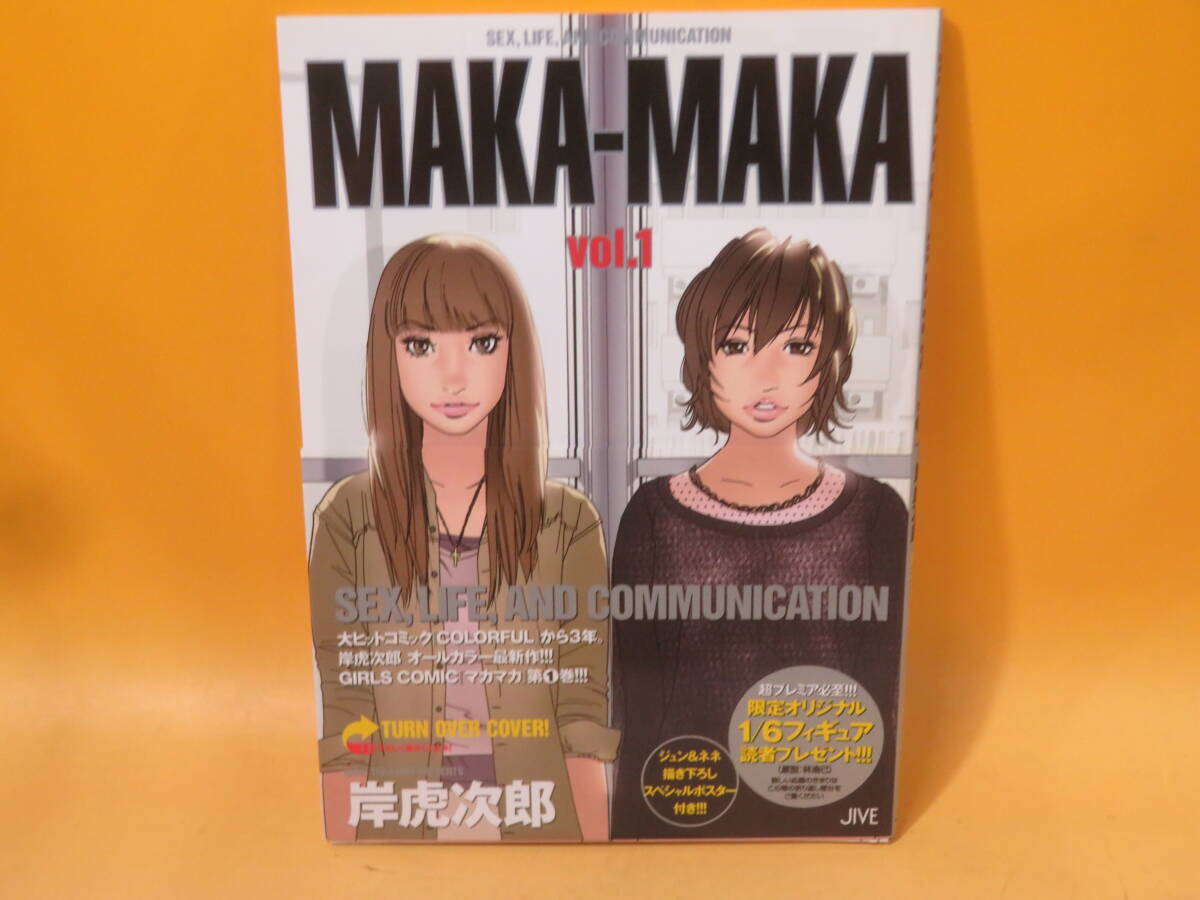 SEX, LIFE, AND COMMUNICATION
MAKA-MAKA
vol.1
SEX, LIFE, AND COMMUNICATION
大ヒットコミック「COLORFUL」から3年。
岸虎次郎 オールカラー最新作!!!
GIRLS COMIC「マカマカ」第❶巻!!!
TURN OVER COVER!
岸虎次郎
ジュン&ネネ
描き下ろし
スペシャルポスター
付き!!!
超プレミア必至!!!
限定オリジナル
1/6フィギュア
読者プレゼント!!!
JIVE